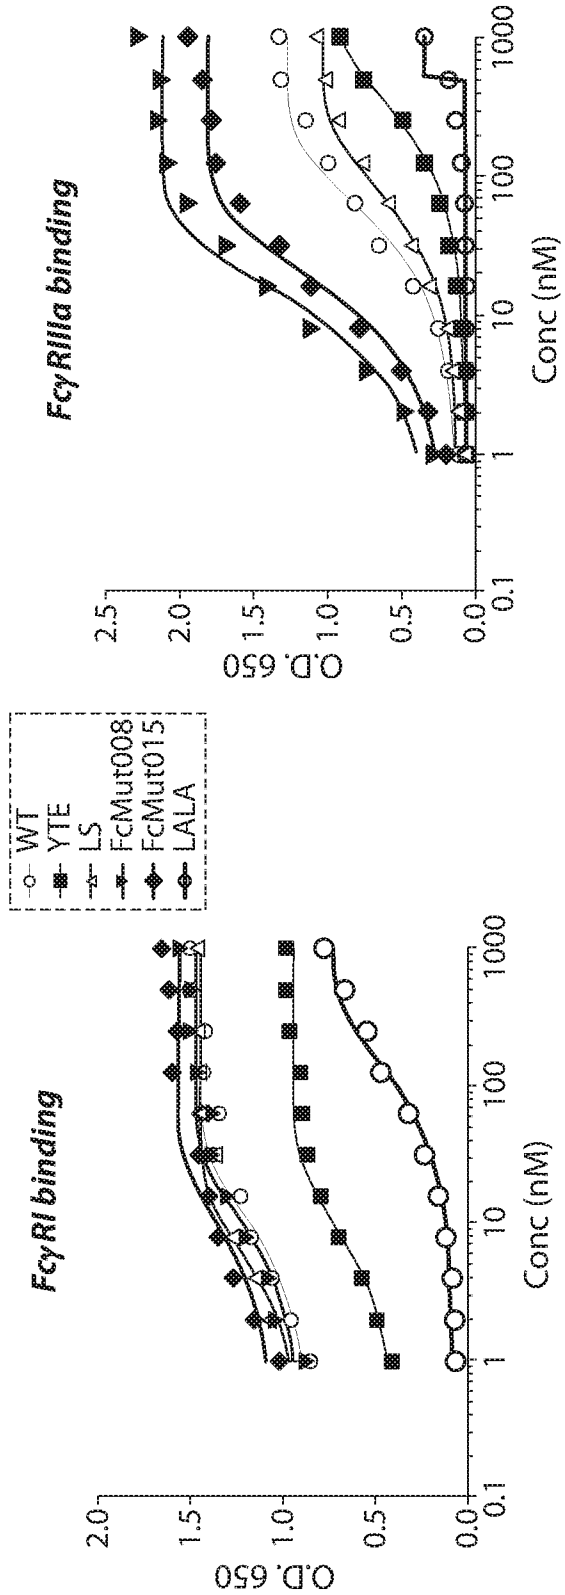 FcγRI binding
2.0
1.5
1.0
0.5
0.0
O.D. 650
0.1
1
10
100
1000
Conc (nM)
WT
YTE
LS
FcMut008
FcMut015
LALA
FcγRIIIa binding
2.5
2.0
1.5
1.0
0.5
0.0
O.D. 650
0.1
1
10
100
1000
Conc (nM)